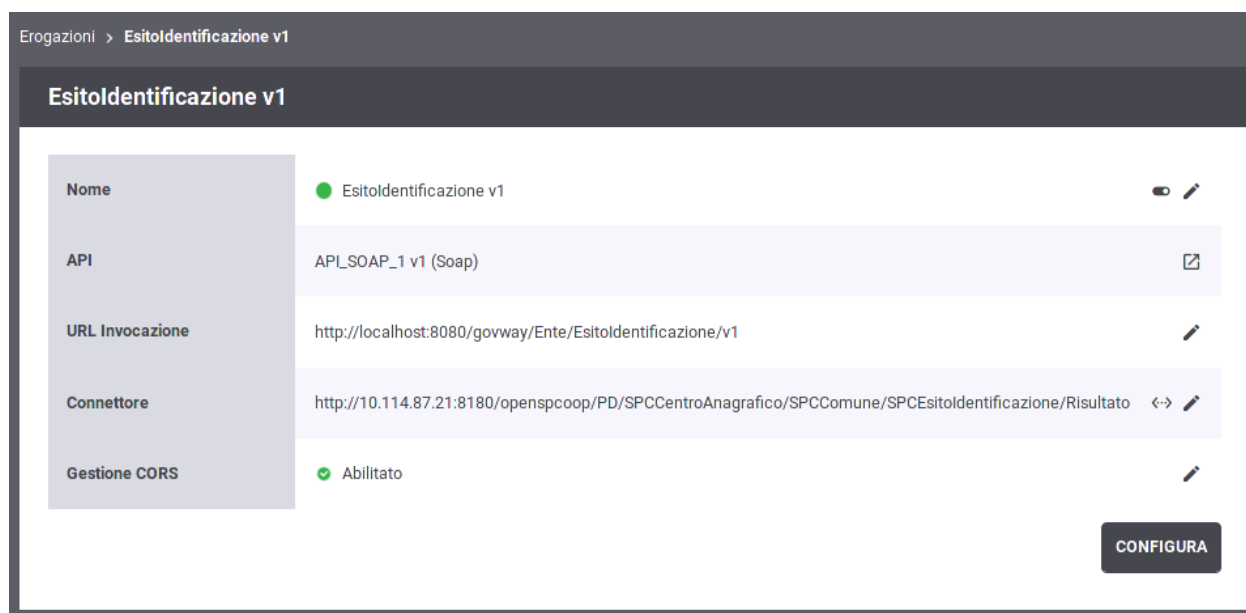 Erogazioni > EsitoIdentificazione v1
EsitoIdentificazione v1
Nome EsitoIdentificazione v1
API API_SOAP_1 v1 (Soap)
URL Invocazione http://localhost:8080/govway/Ente/EsitoIdentificazione/v1
Connettore http://10.114.87.21:8180/openspcoop/PD/SPCCentroAnagrafico/SPCComune/SPCEsitoIdentificazione/Risultato
Gestione CORS Abilitato
CONFIGURA